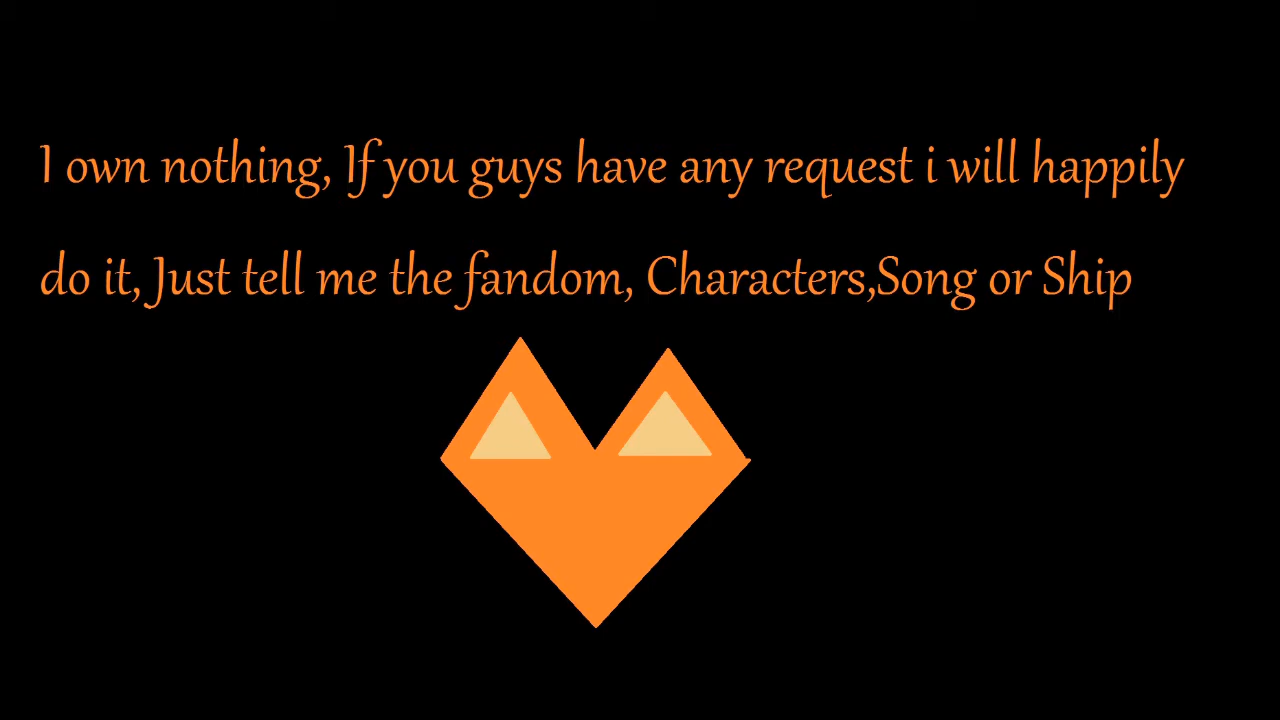 I own nothing, If you guys have any request i will happily
do it, Just tell me the fandom, Characters,Song or Ship